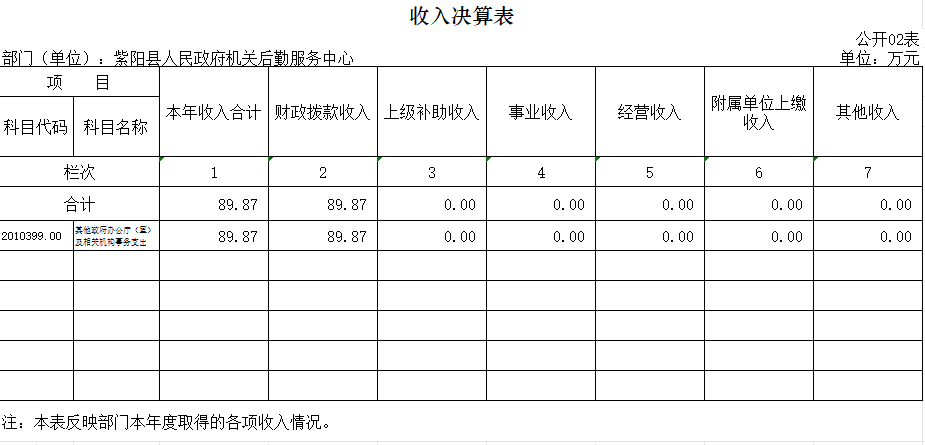 收入决算表
公开02表
部门（单位）：紫阳县人民政府机关后勤服务中心 单位：万元
项 目 本年收入合计 财政拨款收入 上级补助收入 事业收入 经营收入 附属单位上缴收入 其他收入
科目代码 科目名称
栏次 1 2 3 4 5 6 7
合计 89.87 89.87 0.00 0.00 0.00 0.00 0.00
2010399.00 其他政府办公厅（室）及相关机构事务支出 89.87 89.87 0.00 0.00 0.00 0.00 0.00
注：本表反映部门本年度取得的各项收入情况。